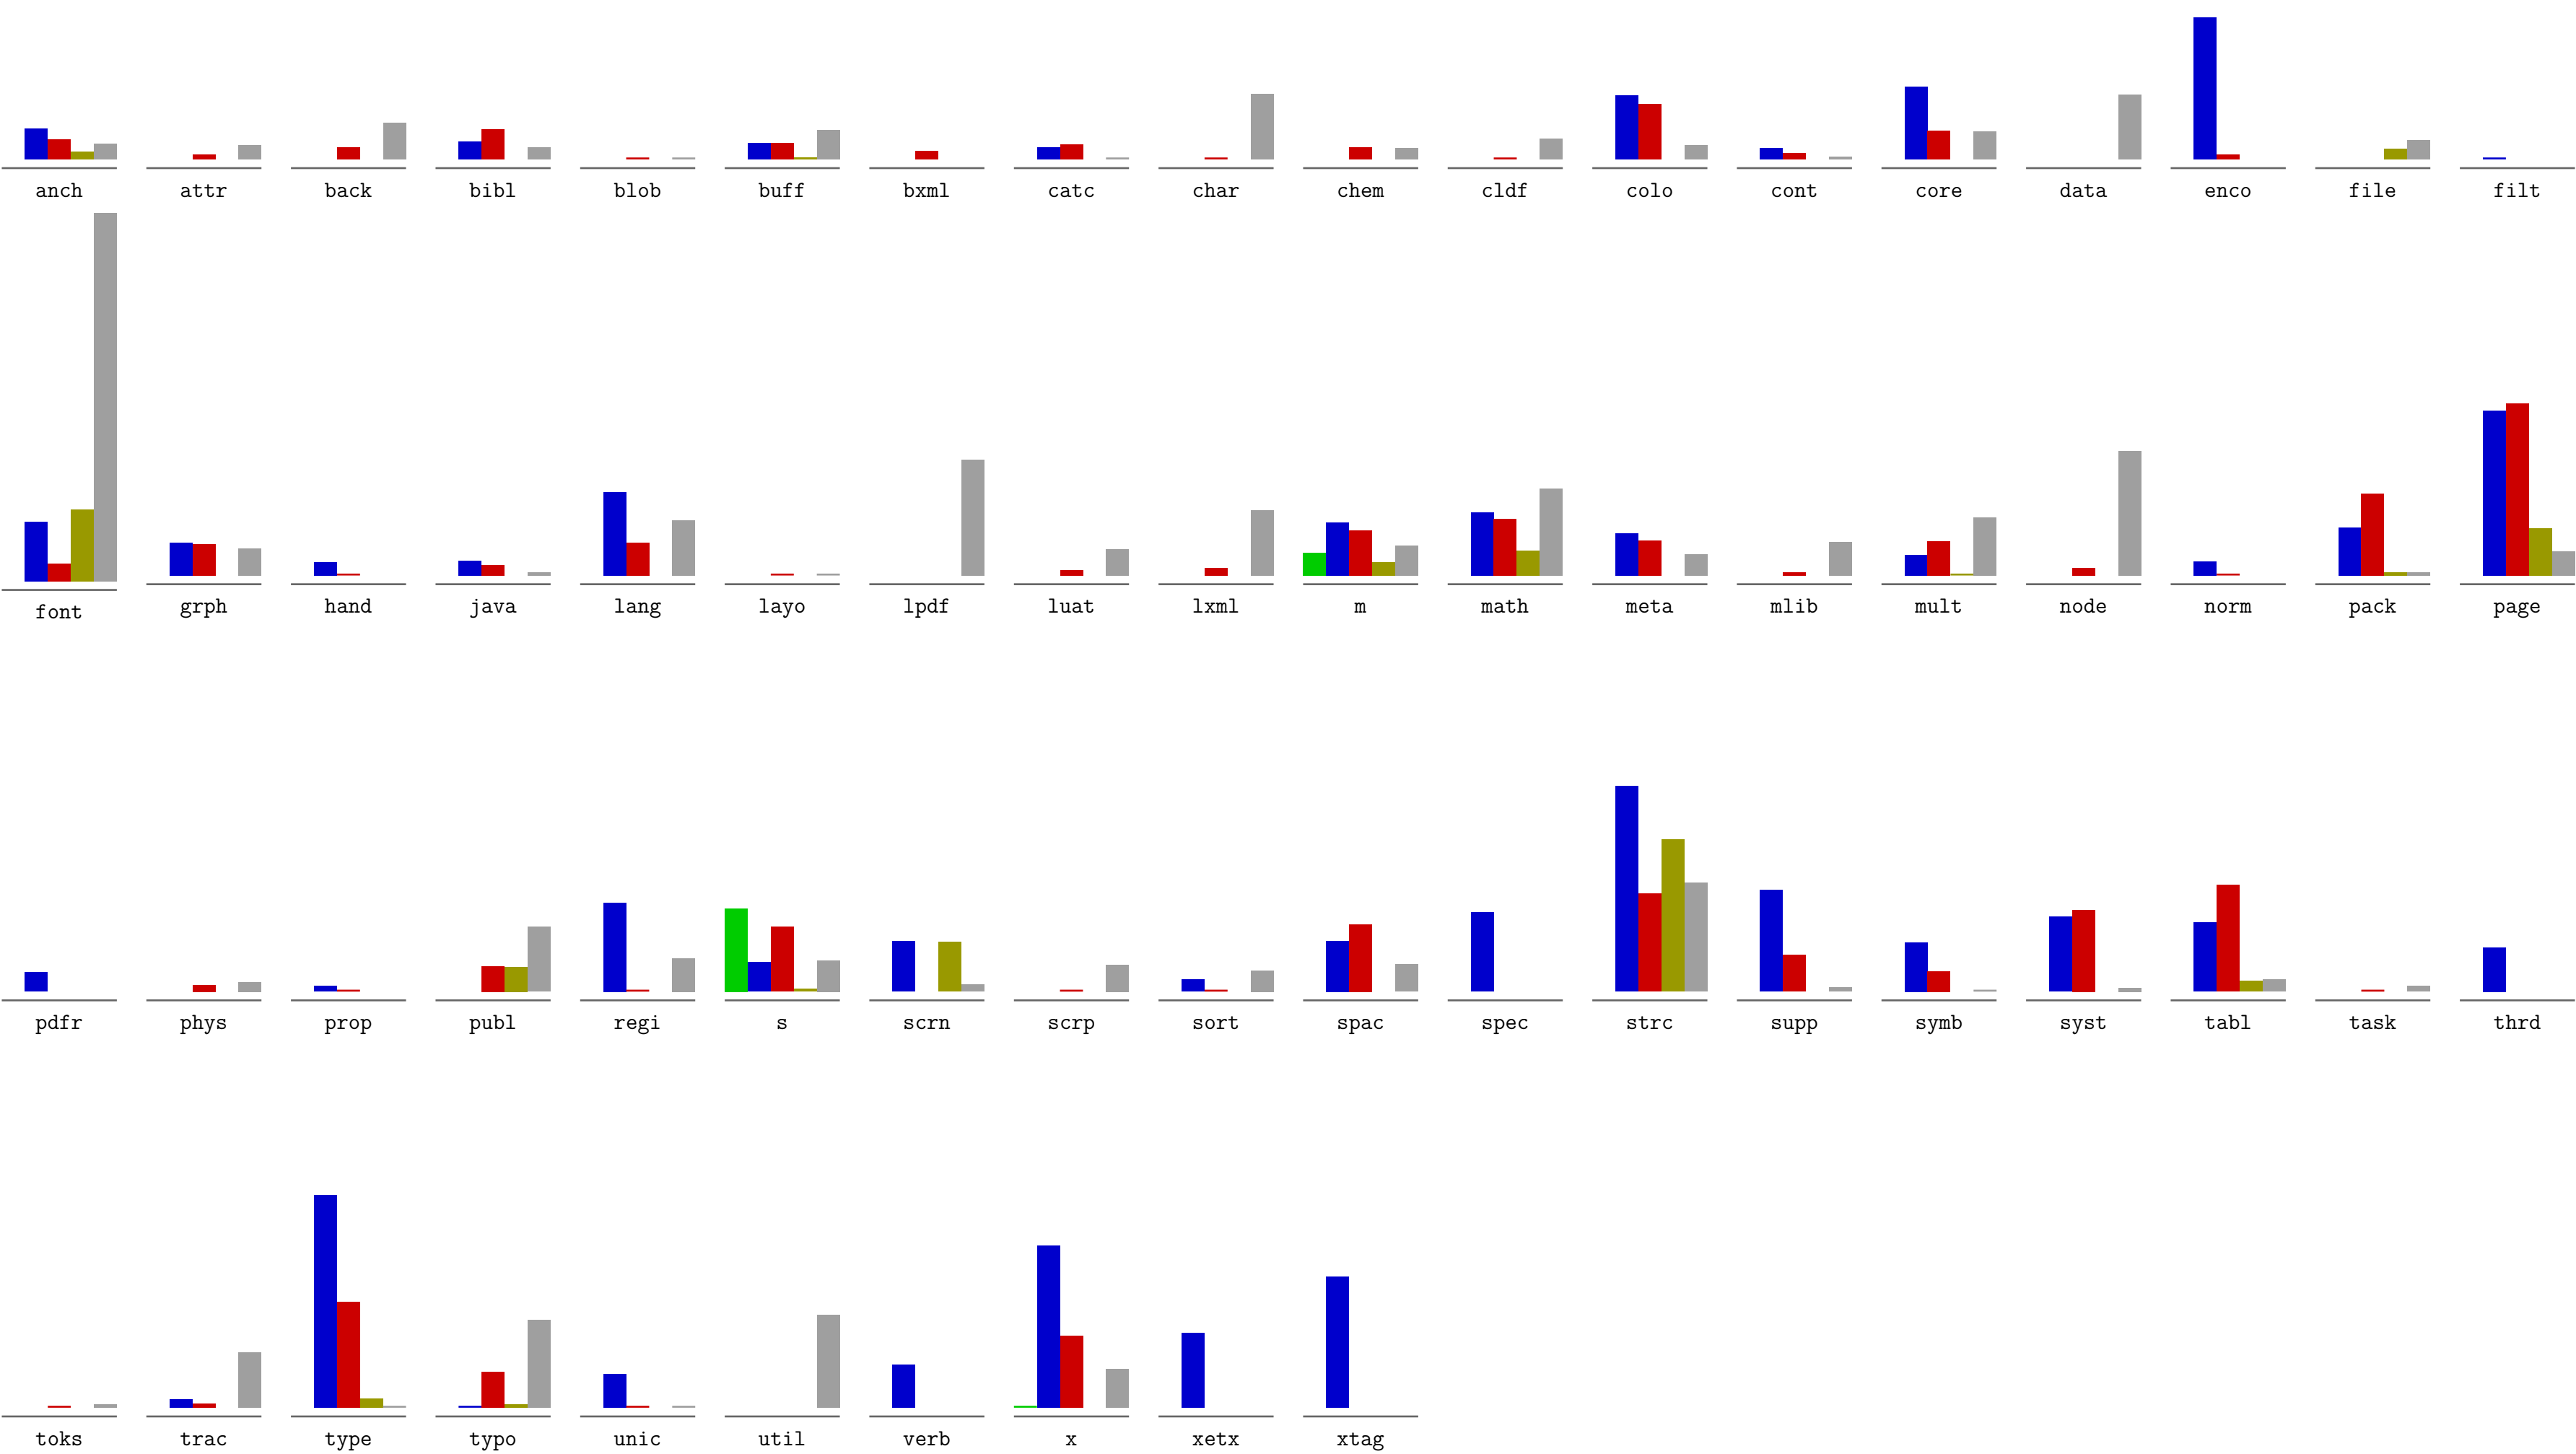 anch attr back bibl blob buff bxml catc char chem cldf colo cont core data enco file filt
font grph hand java lang layo lpdf luat lxml m math meta mlib mult node norm pack page
pdfr phys prop publ regi s scrn scrp sort spac spec strc supp symb syst tabl task thrd
toks trac type typo unic util verb x xetx xtag